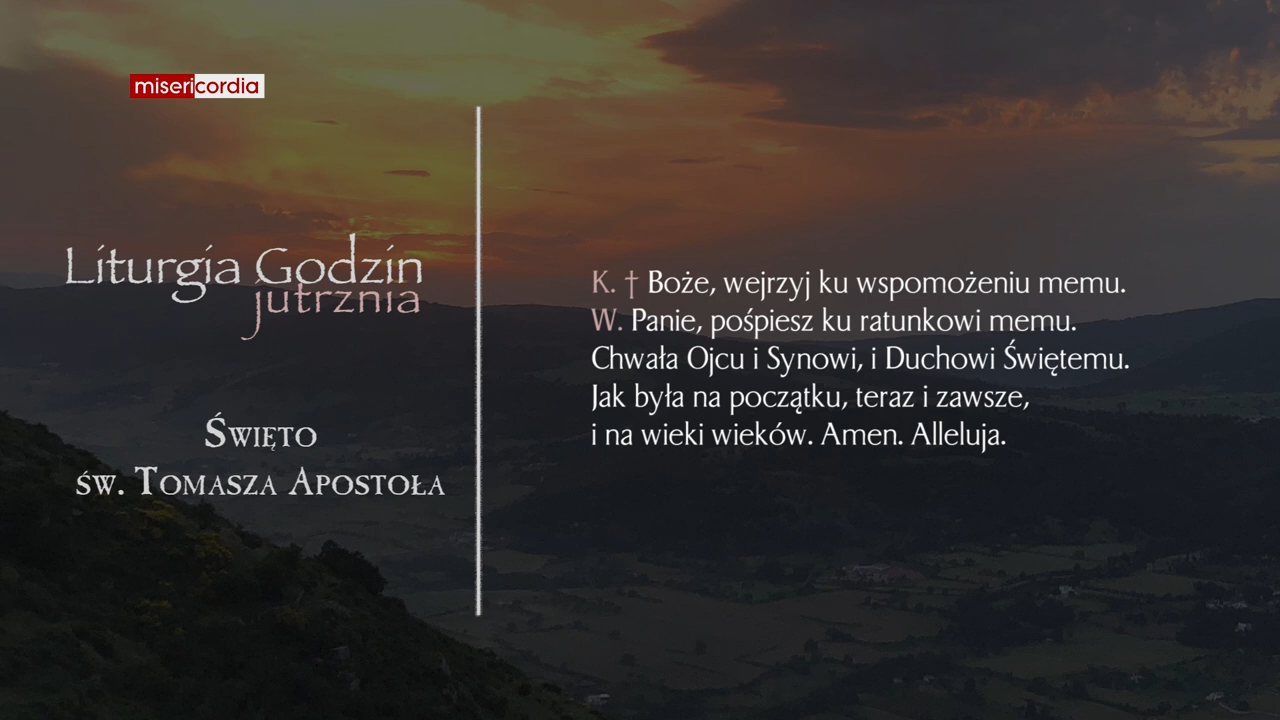 misericordia
Liturgia Godzin
jutrznia
Święto
św. Tomasza Apostoła
K. † Boże, wejrzyj ku wspomożeniu memu.
W. Panie, pośpiesz ku ratunkowi memu.
Chwała Ojcu i Synowi, i Duchowi Świętemu.
Jak była na początku, teraz i zawsze,
i na wieki wieków. Amen. Alleluja.